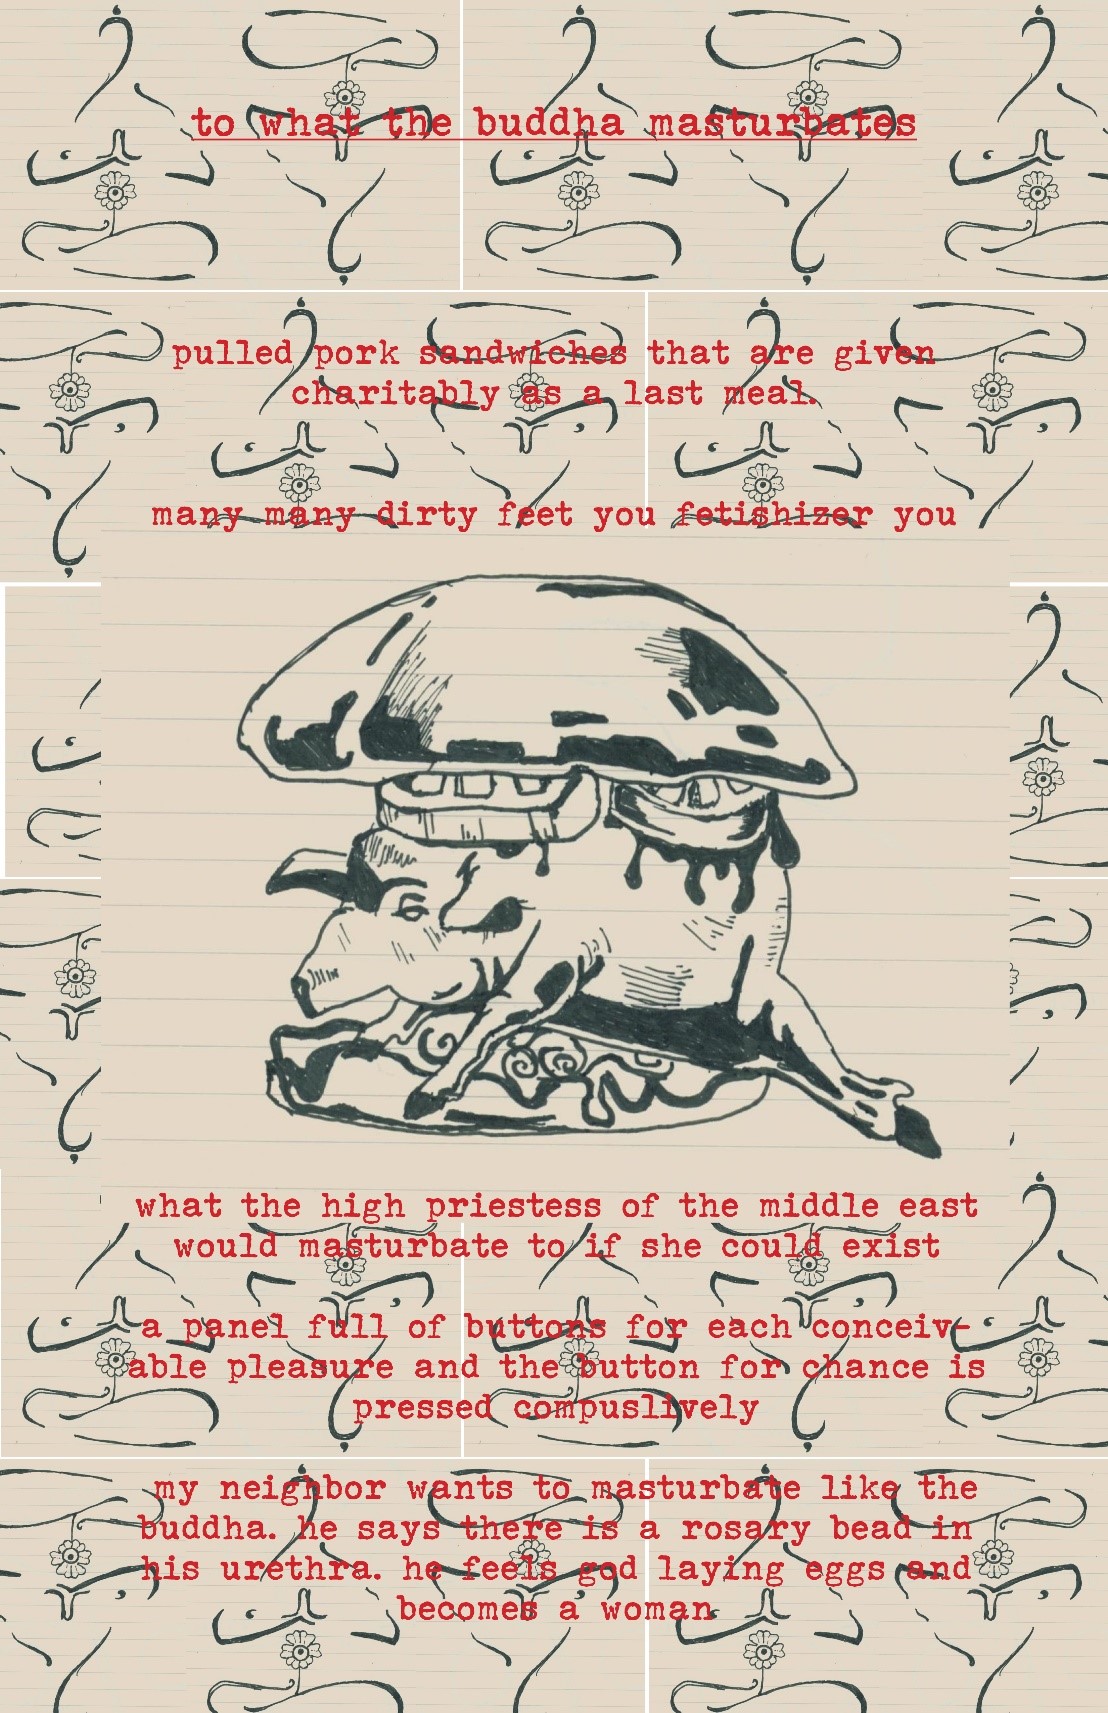 to what the buddha masturbates
pulled pork sandwiches that are given
charitably as a last meal.
many many dirty feet you fetishizer you
what the high priestess of the middle east
would masturbate to if she could exist
a panel full of buttons for each conceiv-
able pleasure and the button for chance is
pressed compuslively
my neighbor wants to masturbate like the
buddha. he says there is a rosary bead in
his urethra. he feels god laying eggs and
becomes a woman